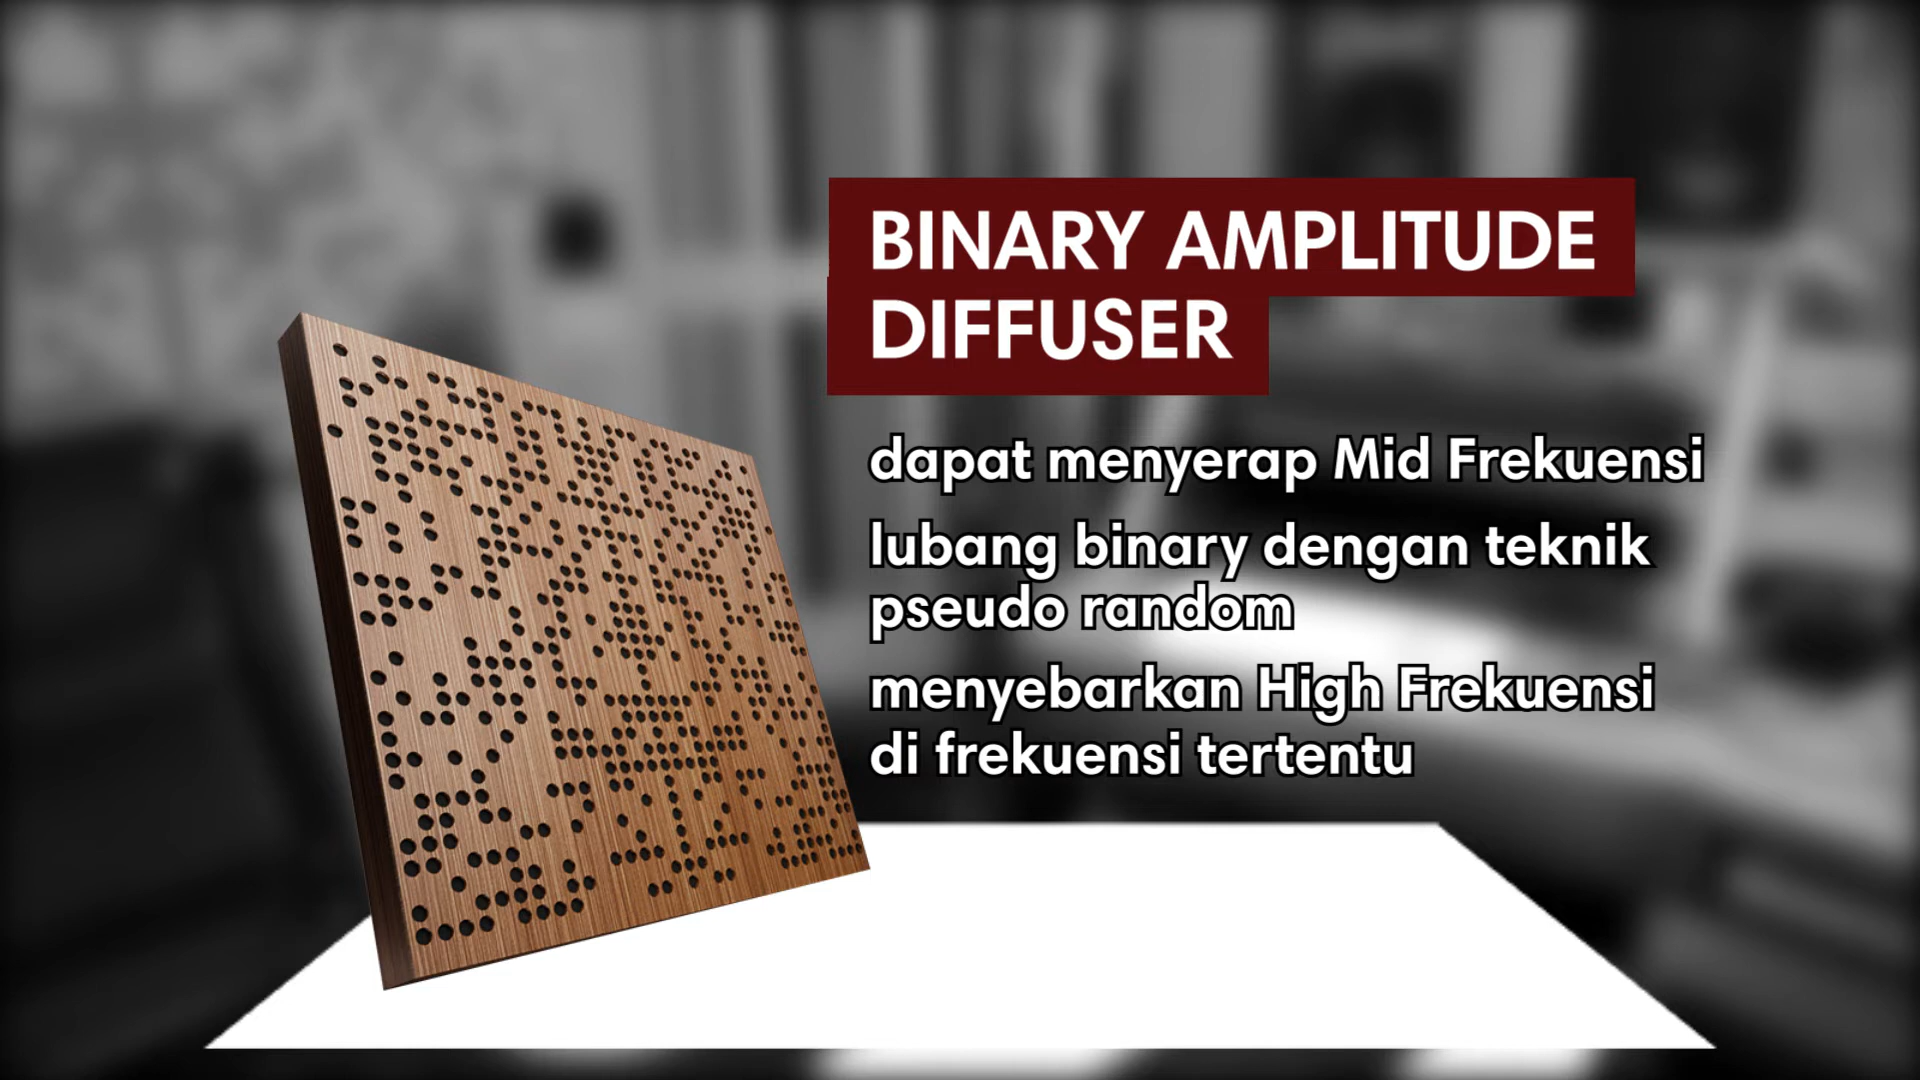 BINARY AMPLITUDE
DIFFUSER
dapat menyerap Mid Frekuensi
lubang binary dengan teknik
pseudo random
menyebarkan High Frekuensi
di frekuensi tertentu